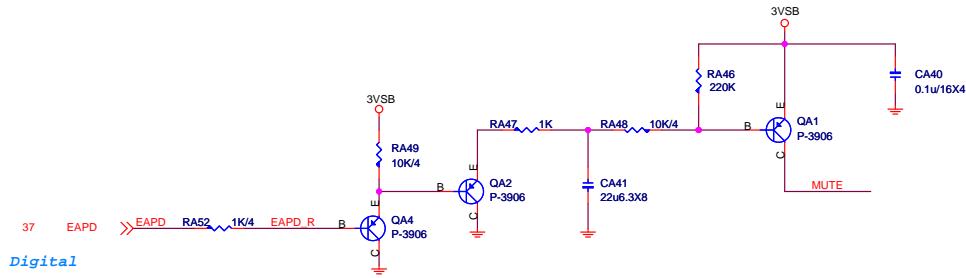 3VSB
RA46
220K
CA40
0.1u/16X4
3VSB
E
RA47
1K
RA48
10K/4
B
QA1
P-3906
C
RA49
10K/4
E
B
QA2
P-3906
C
CA41
22u6.3X8
MUTE
E
37
EAPD
EAPD
RA52
1K/4
EAPD_R
B
QA4
P-3906
C
Digital